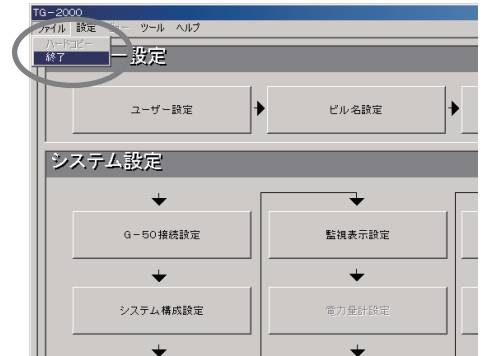 TG-2000
ファイル 設定 ツール ヘルプ
ハードコピー
終了
ー設定
ユーザー設定 ビル名設定
システム設定
G-50接続設定 監視表示設定
システム構成設定 電力量計設定